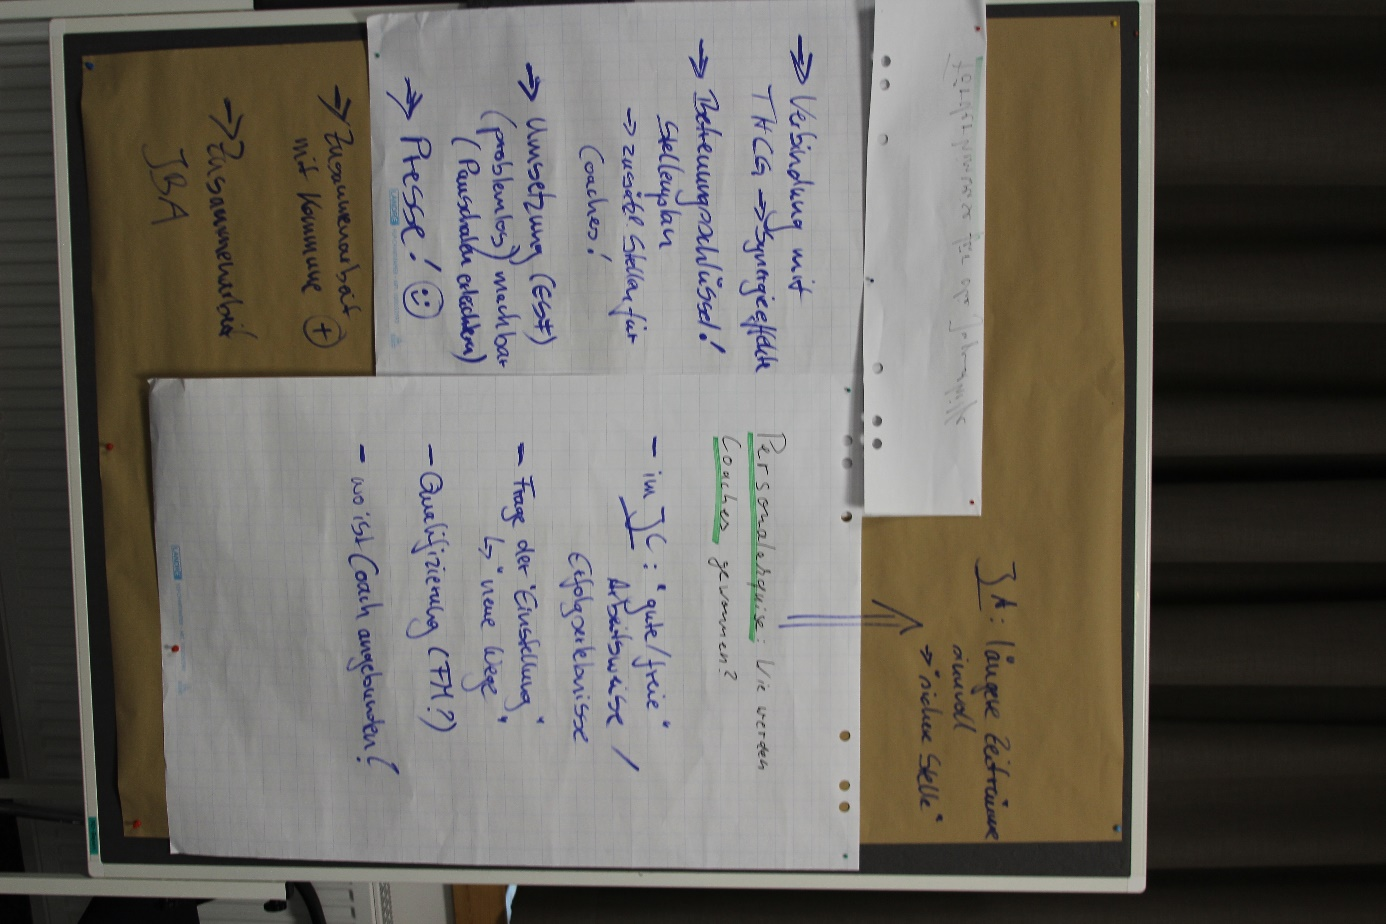 JA: längere Zeiträume
sinnvoll
→ "sichere Stelle"
⇒ Verbindung mit
THCG → Synergieeffekte
⇒ Betreuungsschlüssel!
Stellenplan
→ zusätzl. Stellen für
Coaches!
⇒ Umsetzung (ESF)
(problemlos) machbar
(Pauschalen erleichtern)
⇒ Presse! ☺
⇒ Zusammenarbeit
mit Kommune +
→ Zusammenarbeit
JBA
Personalakquise: Wie werden
Coaches gewonnen?
- im JC: "gute/freie"
Arbeitsweise /
Erfolgserlebnisse
- Frage der "Einstellung"
↳ "neue Wege"
- Qualifizierung (FM?)
- wo ist Coach angebunden?